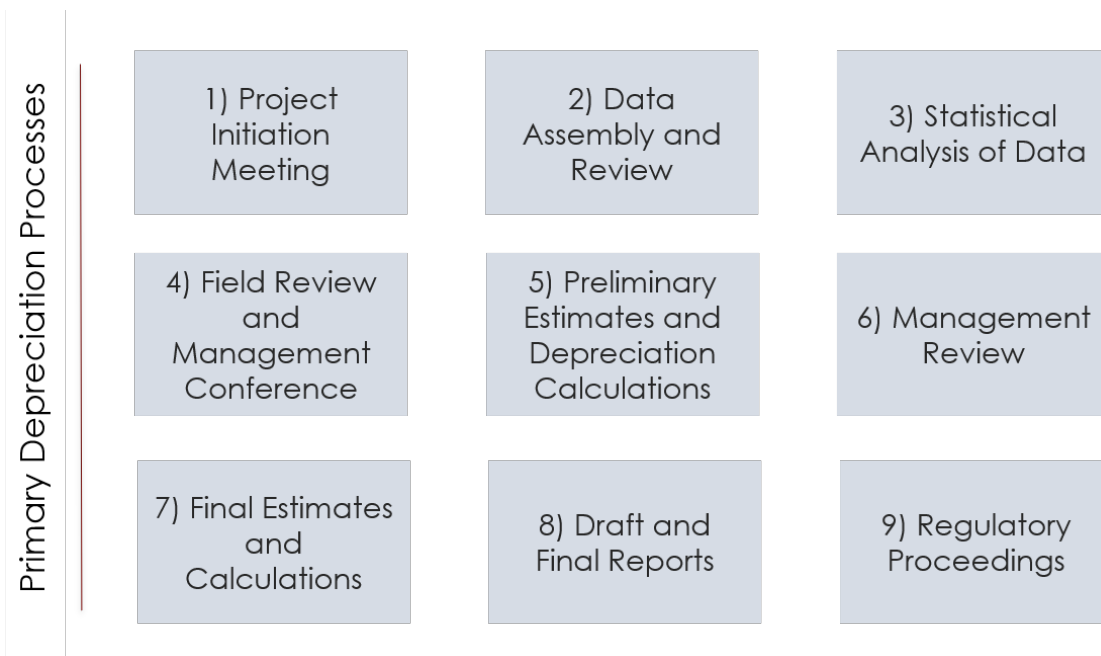 Primary Depreciation Processes
1) Project
Initiation
Meeting
2) Data
Assembly and
Review
3) Statistical
Analysis of Data
4) Field Review
and
Management
Conference
5) Preliminary
Estimates and
Depreciation
Calculations
6) Management
Review
7) Final Estimates
and
Calculations
8) Draft and
Final Reports
9) Regulatory
Proceedings